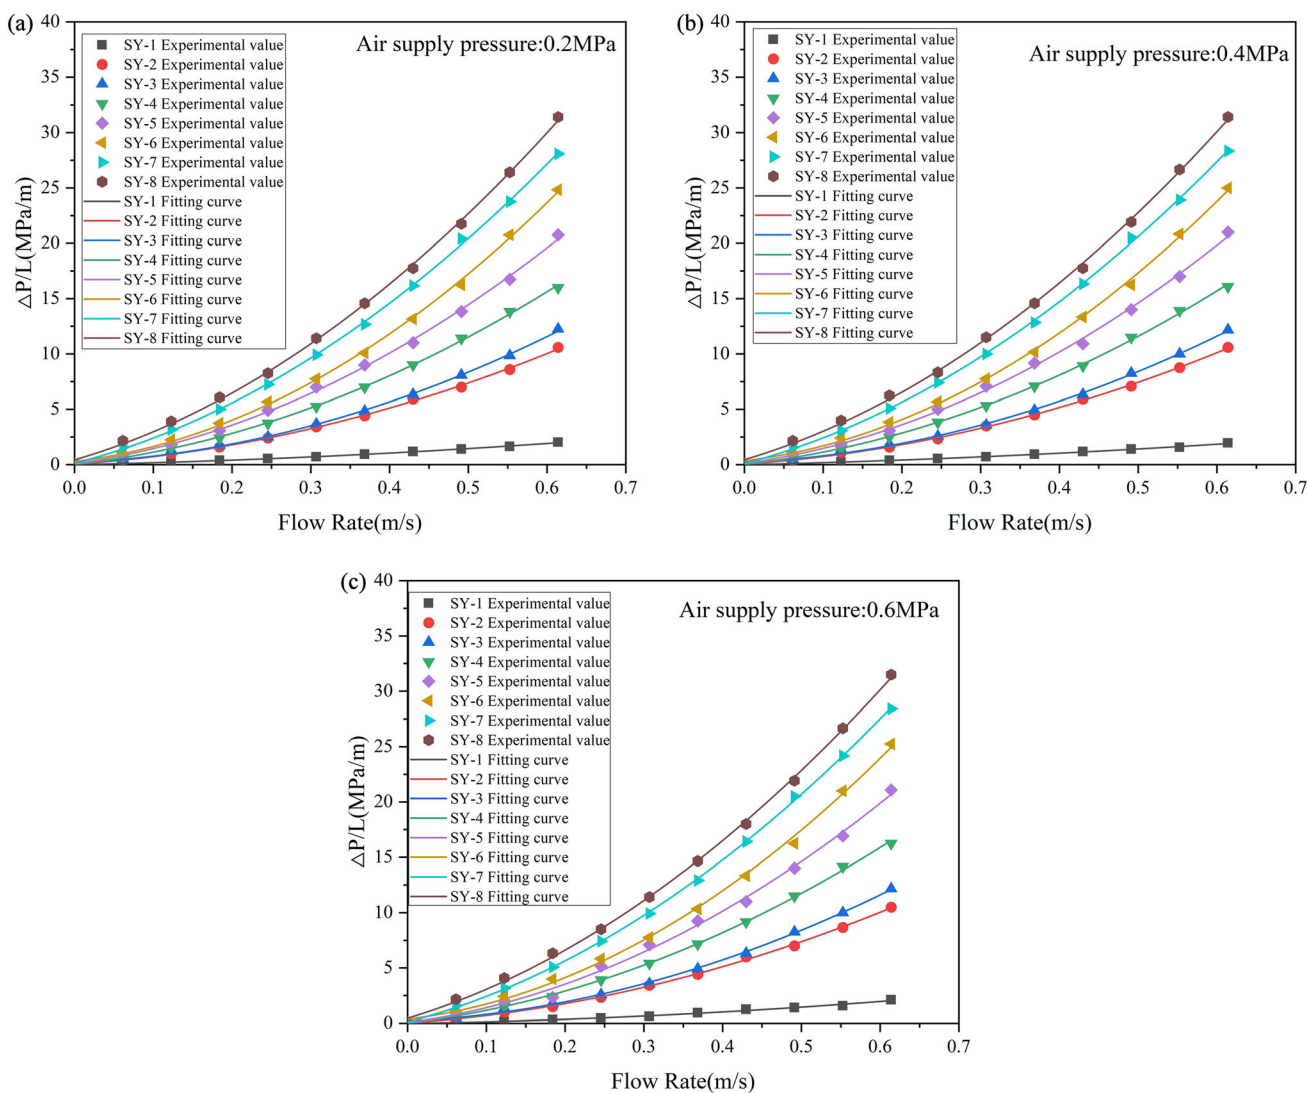 (a)
40
35
30
25
20
15
10
5
0
△P/L(MPa/m)
SY-1 Experimental value
SY-2 Experimental value
SY-3 Experimental value
SY-4 Experimental value
SY-5 Experimental value
SY-6 Experimental value
SY-7 Experimental value
SY-8 Experimental value
SY-1 Fitting curve
SY-2 Fitting curve
SY-3 Fitting curve
SY-4 Fitting curve
SY-5 Fitting curve
SY-6 Fitting curve
SY-7 Fitting curve
SY-8 Fitting curve
Air supply pressure:0.2MPa
0.0 0.1 0.2 0.3 0.4 0.5 0.6 0.7
Flow Rate(m/s)
(b)
40
35
30
25
20
15
10
5
0
△P/L(MPa/m)
SY-1 Experimental value
SY-2 Experimental value
SY-3 Experimental value
SY-4 Experimental value
SY-5 Experimental value
SY-6 Experimental value
SY-7 Experimental value
SY-8 Experimental value
SY-1 Fitting curve
SY-2 Fitting curve
SY-3 Fitting curve
SY-4 Fitting curve
SY-5 Fitting curve
SY-6 Fitting curve
SY-7 Fitting curve
SY-8 Fitting curve
Air supply pressure:0.4MPa
0.0 0.1 0.2 0.3 0.4 0.5 0.6 0.7
Flow Rate(m/s)
(c)
40
35
30
25
20
15
10
5
0
△P/L(MPa/m)
SY-1 Experimental value
SY-2 Experimental value
SY-3 Experimental value
SY-4 Experimental value
SY-5 Experimental value
SY-6 Experimental value
SY-7 Experimental value
SY-8 Experimental value
SY-1 Fitting curve
SY-2 Fitting curve
SY-3 Fitting curve
SY-4 Fitting curve
SY-5 Fitting curve
SY-6 Fitting curve
SY-7 Fitting curve
SY-8 Fitting curve
Air supply pressure:0.6MPa
0.0 0.1 0.2 0.3 0.4 0.5 0.6 0.7
Flow Rate(m/s)